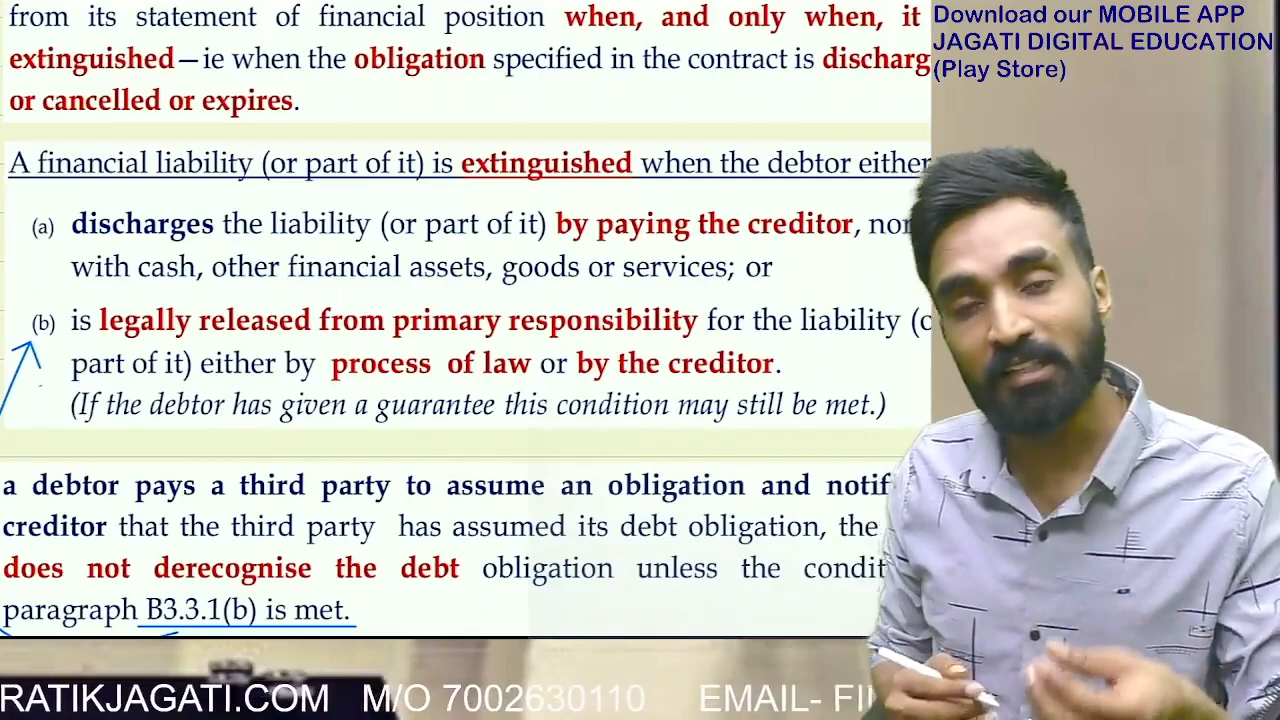 from its statement of financial position when, and only when, it
extinguished—ie when the obligation specified in the contract is discharg
or cancelled or expires.
A financial liability (or part of it) is extinguished when the debtor either
(a) discharges the liability (or part of it) by paying the creditor, nor
with cash, other financial assets, goods or services; or
(b) is legally released from primary responsibility for the liability (o
part of it) either by process of law or by the creditor.
(If the debtor has given a guarantee this condition may still be met.)
a debtor pays a third party to assume an obligation and notif
creditor that the third party has assumed its debt obligation, the
does not derecognise the debt obligation unless the condit
paragraph B3.3.1(b) is met.
Download our MOBILE APP
JAGATI DIGITAL EDUCATION
(Play Store)
RATIKJAGATI.COM M/O 7002630110 EMAIL- FI